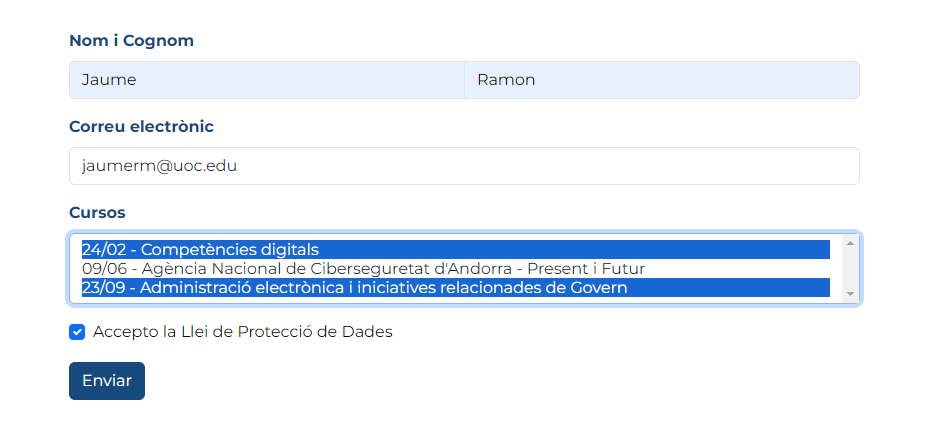 Nom i Cognom
Jaume Ramon
Correu electrònic
jaumerm@uoc.edu
Cursos
24/02 - Competències digitals
09/06 - Agència Nacional de Ciberseguretat d'Andorra - Present i Futur
23/09 - Administració electrònica i iniciatives relacionades de Govern
Accepto la Llei de Protecció de Dades
Enviar